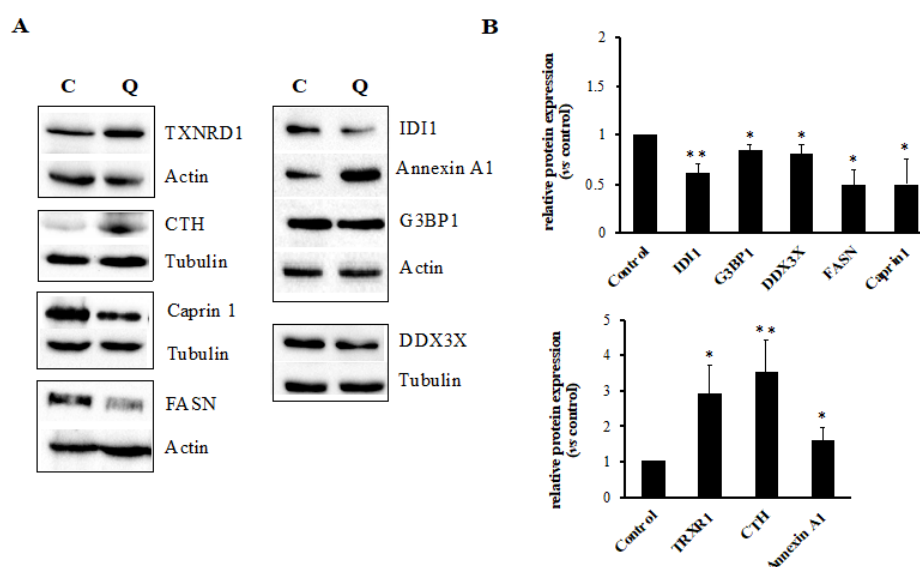 A
C Q
TXNRD1
Actin
CTH
Tubulin
Caprin 1
Tubulin
FASN
Actin
C Q
IDI1
Annexin A1
G3BP1
Actin
DDX3X
Tubulin
B
relative protein expression
(vs control)
2
1.5
1
0.5
0
**
*
*
*
*
Control
IDI1
G3BP1
DDX3X
FASN
Caprin1
relative protein expression
(vs control)
5
4
3
2
1
0
*
**
*
Control
TRXR1
CTH
Annexin A1